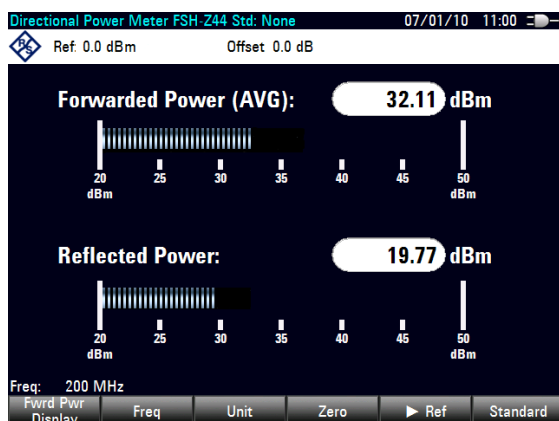 Directional Power Meter FSH-Z44 Std: None 07/01/10 11:00
R&S Ref: 0.0 dBm Offset 0.0 dB
Forwarded Power (AVG): 32.11 dBm
20 25 30 35 40 45 50
dBm dBm
Reflected Power: 19.77 dBm
20 25 30 35 40 45 50
dBm dBm
Freq: 200 MHz
Fwrd Pwr Display Freq Unit Zero ▶ Ref Standard